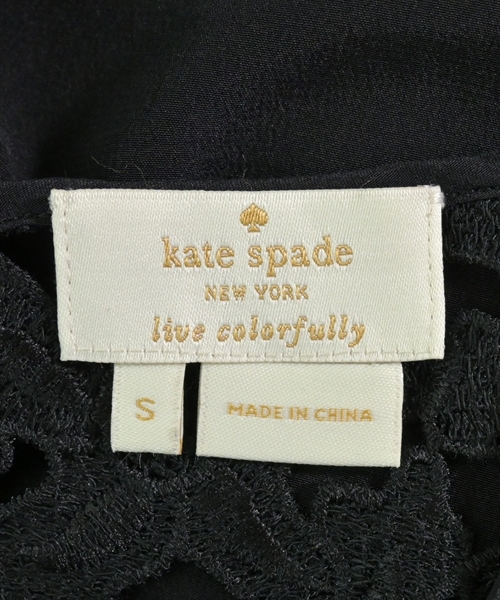 kate spade
NEW YORK
live colorfully
S
MADE IN CHINA